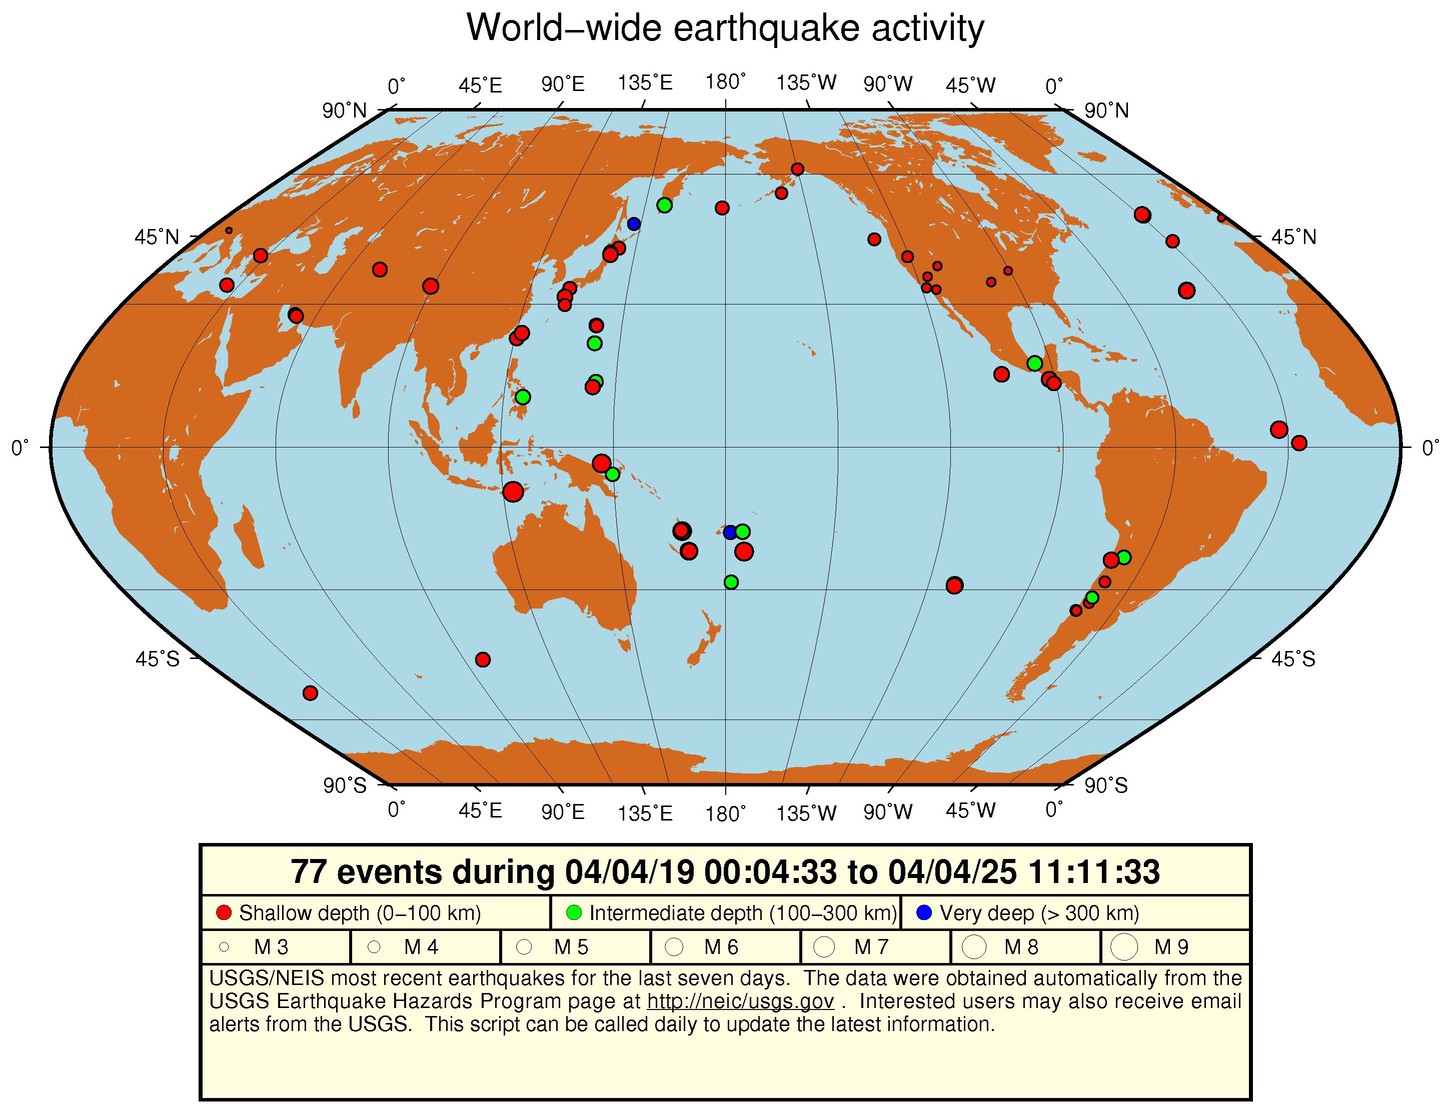 World–wide earthquake activity
0˚ 45˚E 90˚E 135˚E 180˚ 135˚W 90˚W 45˚W 0˚
90˚N 90˚N
45˚N 45˚N
0˚ 0˚
45˚S 45˚S
90˚S 90˚S
0˚ 45˚E 90˚E 135˚E 180˚ 135˚W 90˚W 45˚W 0˚
77 events during 04/04/19 00:04:33 to 04/04/25 11:11:33
Shallow depth (0–100 km) Intermediate depth (100–300 km) Very deep (> 300 km)
M 3 M 4 M 5 M 6 M 7 M 8 M 9
USGS/NEIS most recent earthquakes for the last seven days. The data were obtained automatically from the
USGS Earthquake Hazards Program page at http://neic/usgs.gov . Interested users may also receive email
alerts from the USGS. This script can be called daily to update the latest information.